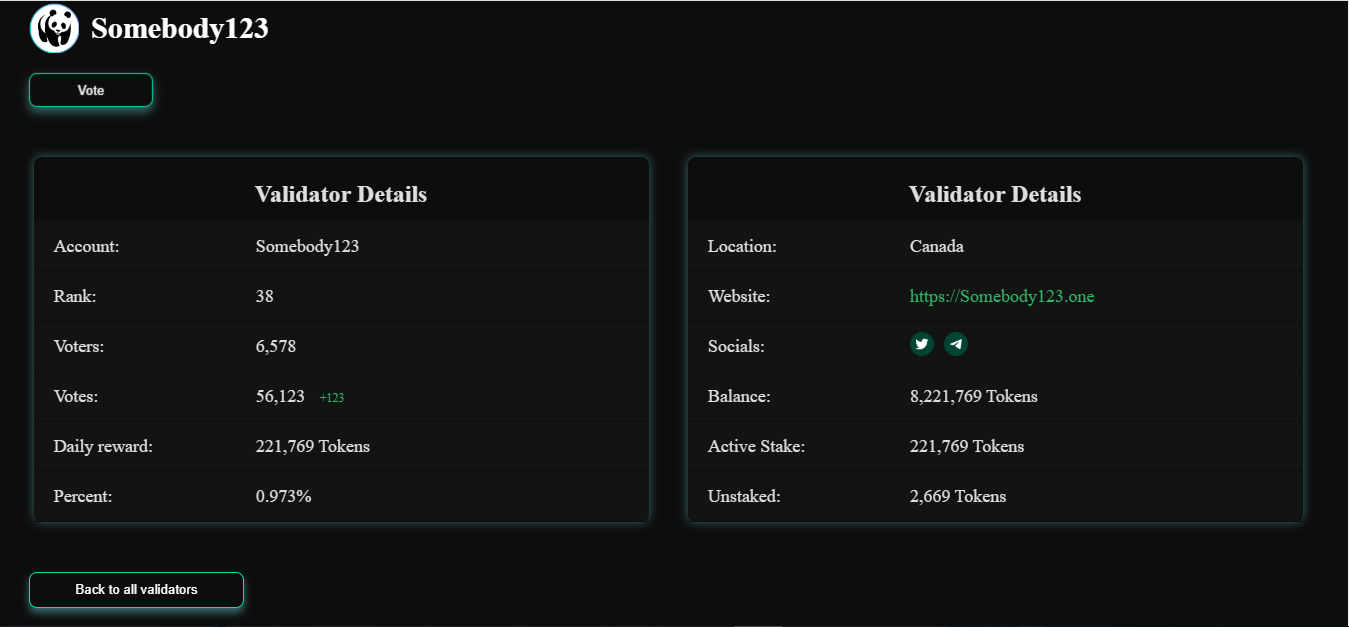 Somebody123
Vote
Validator Details
Account: Somebody123
Rank: 38
Voters: 6,578
Votes: 56,123 +123
Daily reward: 221,769 Tokens
Percent: 0.973%
Validator Details
Location: Canada
Website: https://Somebody123.one
Socials:
Balance: 8,221,769 Tokens
Active Stake: 221,769 Tokens
Unstaked: 2,669 Tokens
Back to all validators